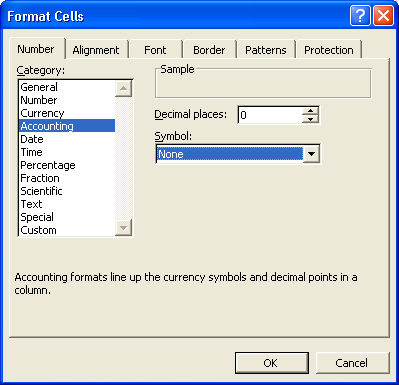 Format Cells
Number Alignment Font Border Patterns Protection
Category:
General
Number
Currency
Accounting
Date
Time
Percentage
Fraction
Scientific
Text
Special
Custom
Sample
Decimal places: 0
Symbol:
None
Accounting formats line up the currency symbols and decimal points in a
column.
OK Cancel